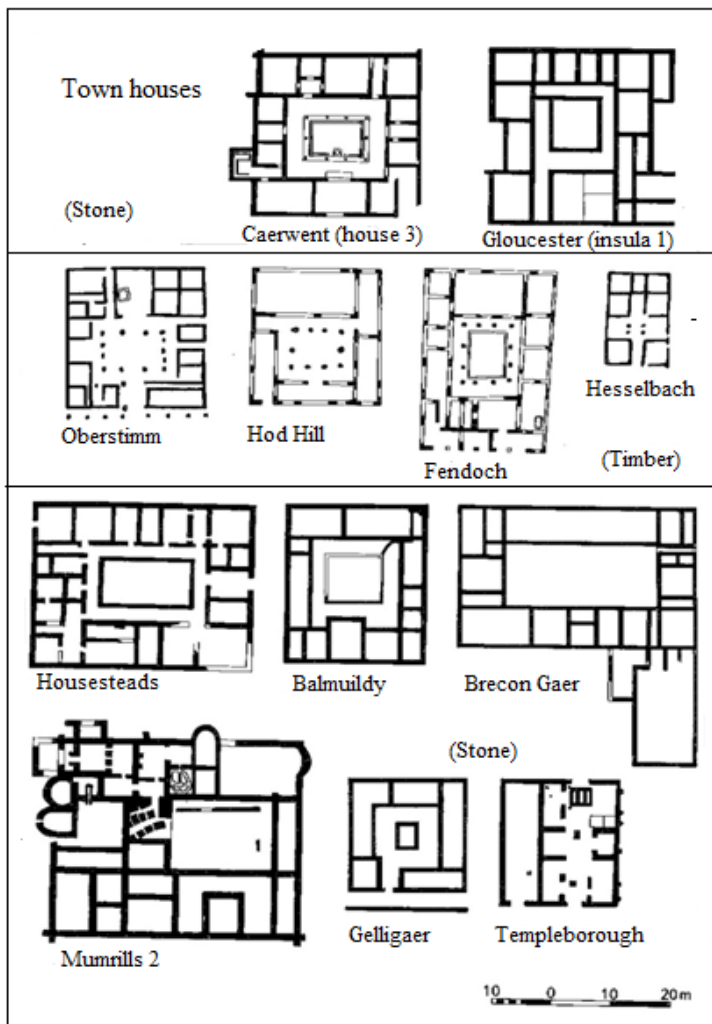 Town houses
(Stone)
Caerwent (house 3)
Gloucester (insula 1)
Oberstimm
Hod Hill
Fendoch
Hesselbach
(Timber)
Housesteads
Balmuildy
Brecon Gaer
(Stone)
Mumrills 2
Gelligaer
Templeborough
10 0 10 20m